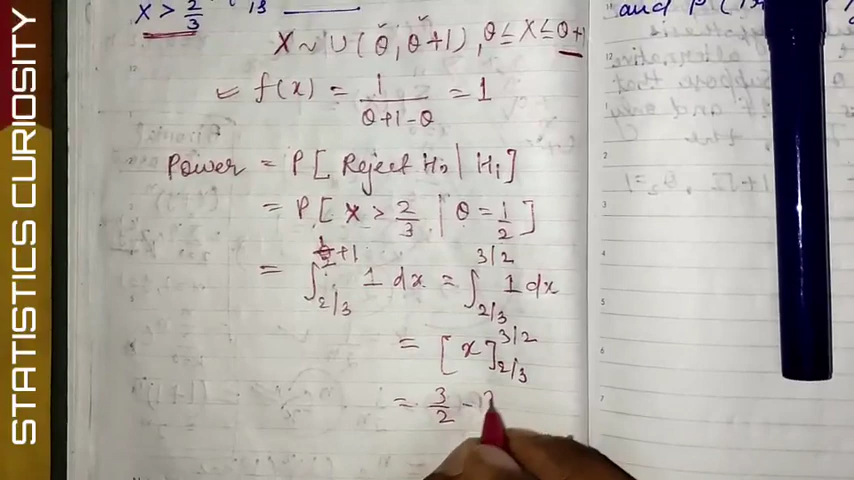 STATISTICS CURIOSITY
X > 2/3 is
X ~ U(θ, θ+1), θ ≤ X ≤ θ+1
f(x) = 1/(θ+1-θ) = 1
Power = P[Reject H₀ | H₁]
= P[X > 2/3 | θ = 1/2]
= ∫_{2/3}^{1/2+1} 1 dx = ∫_{2/3}^{3/2} 1 dx
= [x]_{2/3}^{3/2}
= 3/2 -
and P